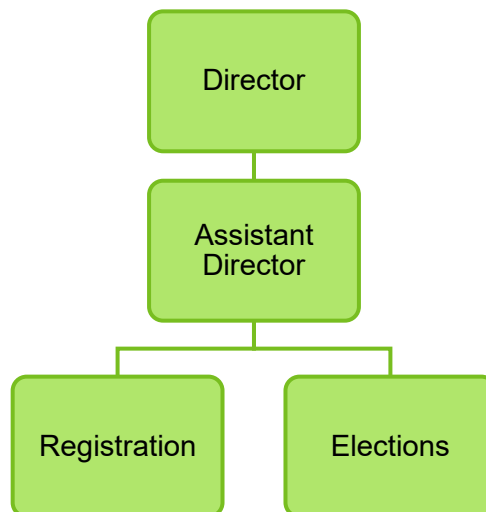 Director
Assistant
Director
Registration
Elections